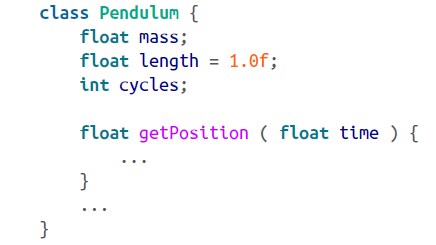 class Pendulum {
    float mass;
    float length = 1.0f;
    int cycles;

    float getPosition ( float time ) {
        ...
    }
    ...
}